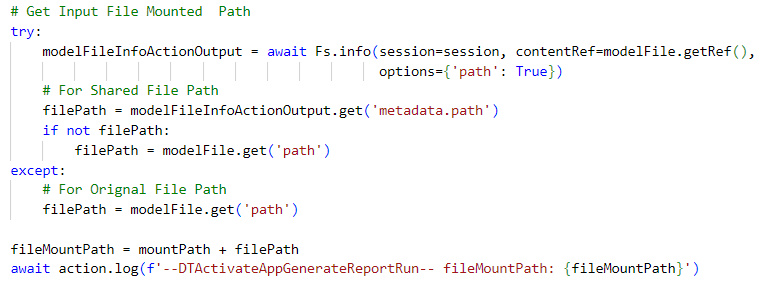 # Get Input File Mounted  Path
try:
    modelFileInfoActionOutput = await Fs.info(session=session, contentRef=modelFile.getRef(),
                                              options={'path': True})
    # For Shared File Path
    filePath = modelFileInfoActionOutput.get('metadata.path')
    if not filePath:
        filePath = modelFile.get('path')
except:
    # For Orignal File Path
    filePath = modelFile.get('path')

fileMountPath = mountPath + filePath
await action.log(f'--DTActivateAppGenerateReportRun-- fileMountPath: {fileMountPath}')